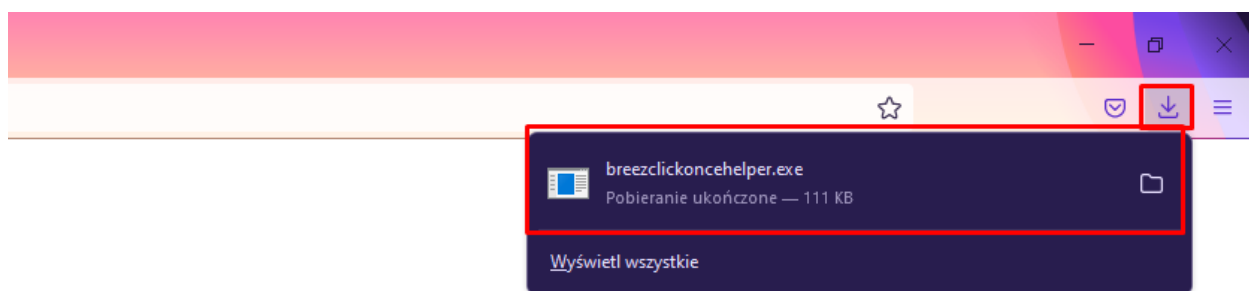 breezclickoncehelper.exe
Pobieranie ukończone — 111 KB
Wyświetl wszystkie